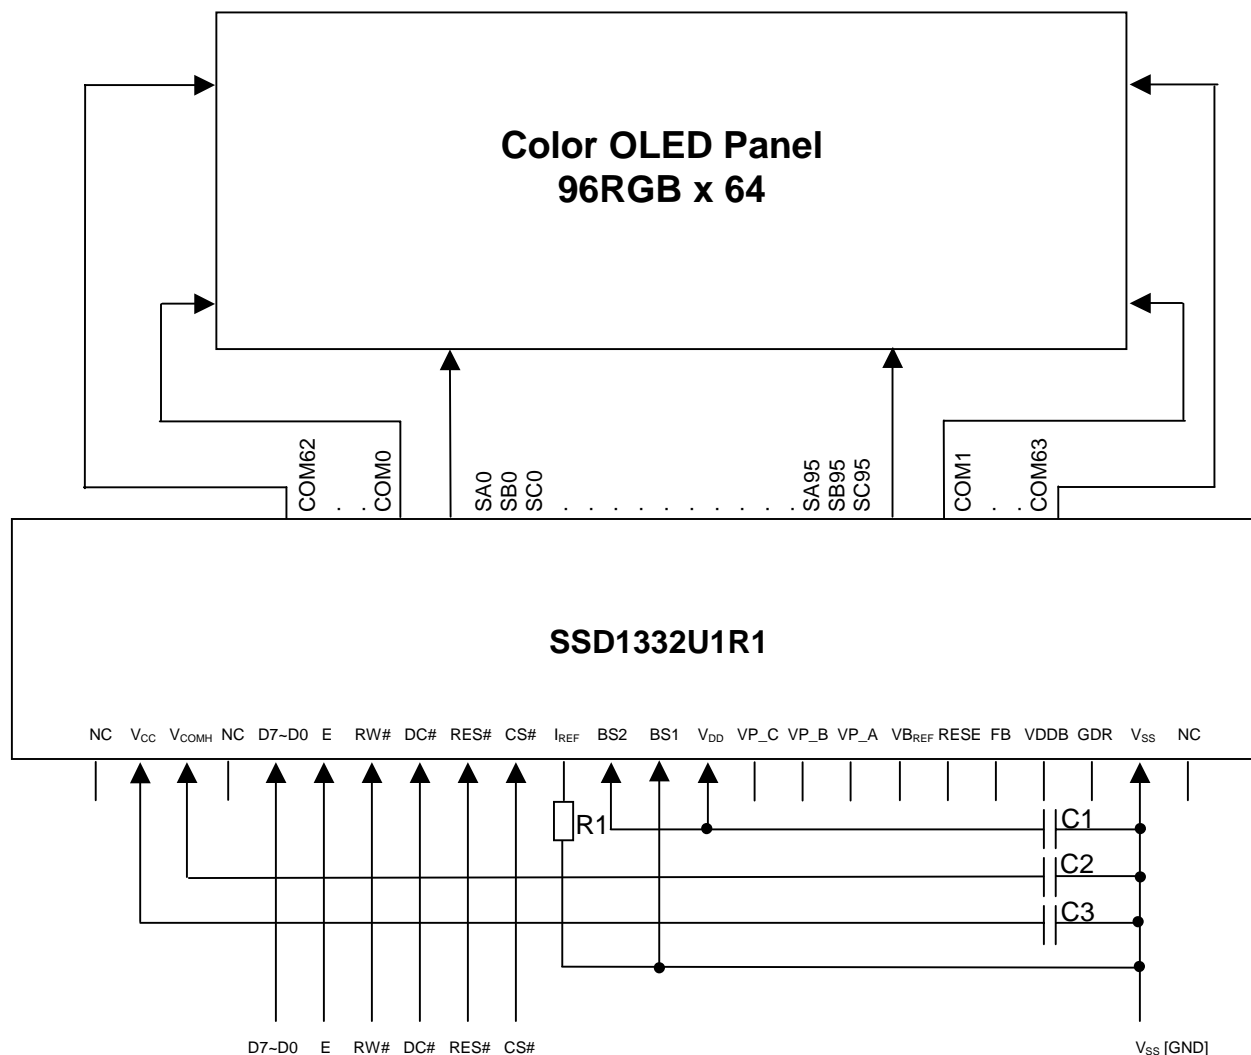 Color OLED Panel
96RGB x 64
COM62
. .
COM0
SA0
SB0
SC0
. . . . . . . . . .
SA95
SB95
SC95
COM1
. .
COM63
SSD1332U1R1
NC VCC VCOMH NC D7~D0 E RW# DC# RES# CS# IREF BS2 BS1 VDD VP_C VP_B VP_A VBREF RESE FB VDDB GDR VSS NC
R1
C1
C2
C3
D7~D0 E RW# DC# RES# CS# VSS [GND]